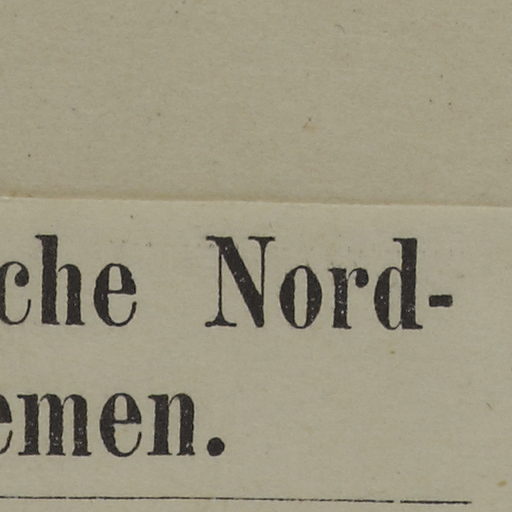 che Nord-
emen.